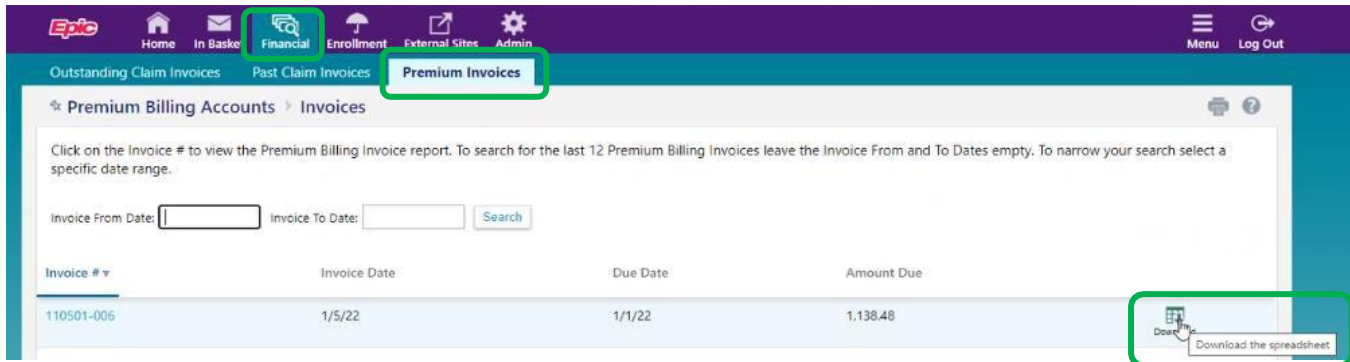 Epic
Home In Basket Financial Enrollment External Sites Admin Menu Log Out
Outstanding Claim Invoices Past Claim Invoices Premium Invoices
Premium Billing Accounts Invoices
Click on the Invoice # to view the Premium Billing Invoice report. To search for the last 12 Premium Billing Invoices leave the Invoice From and To Dates empty. To narrow your search select a
specific date range.
Invoice From Date: Invoice To Date: Search
Invoice # Invoice Date Due Date Amount Due
110501-006 1/5/22 1/1/22 1,138.48
Download the spreadsheet